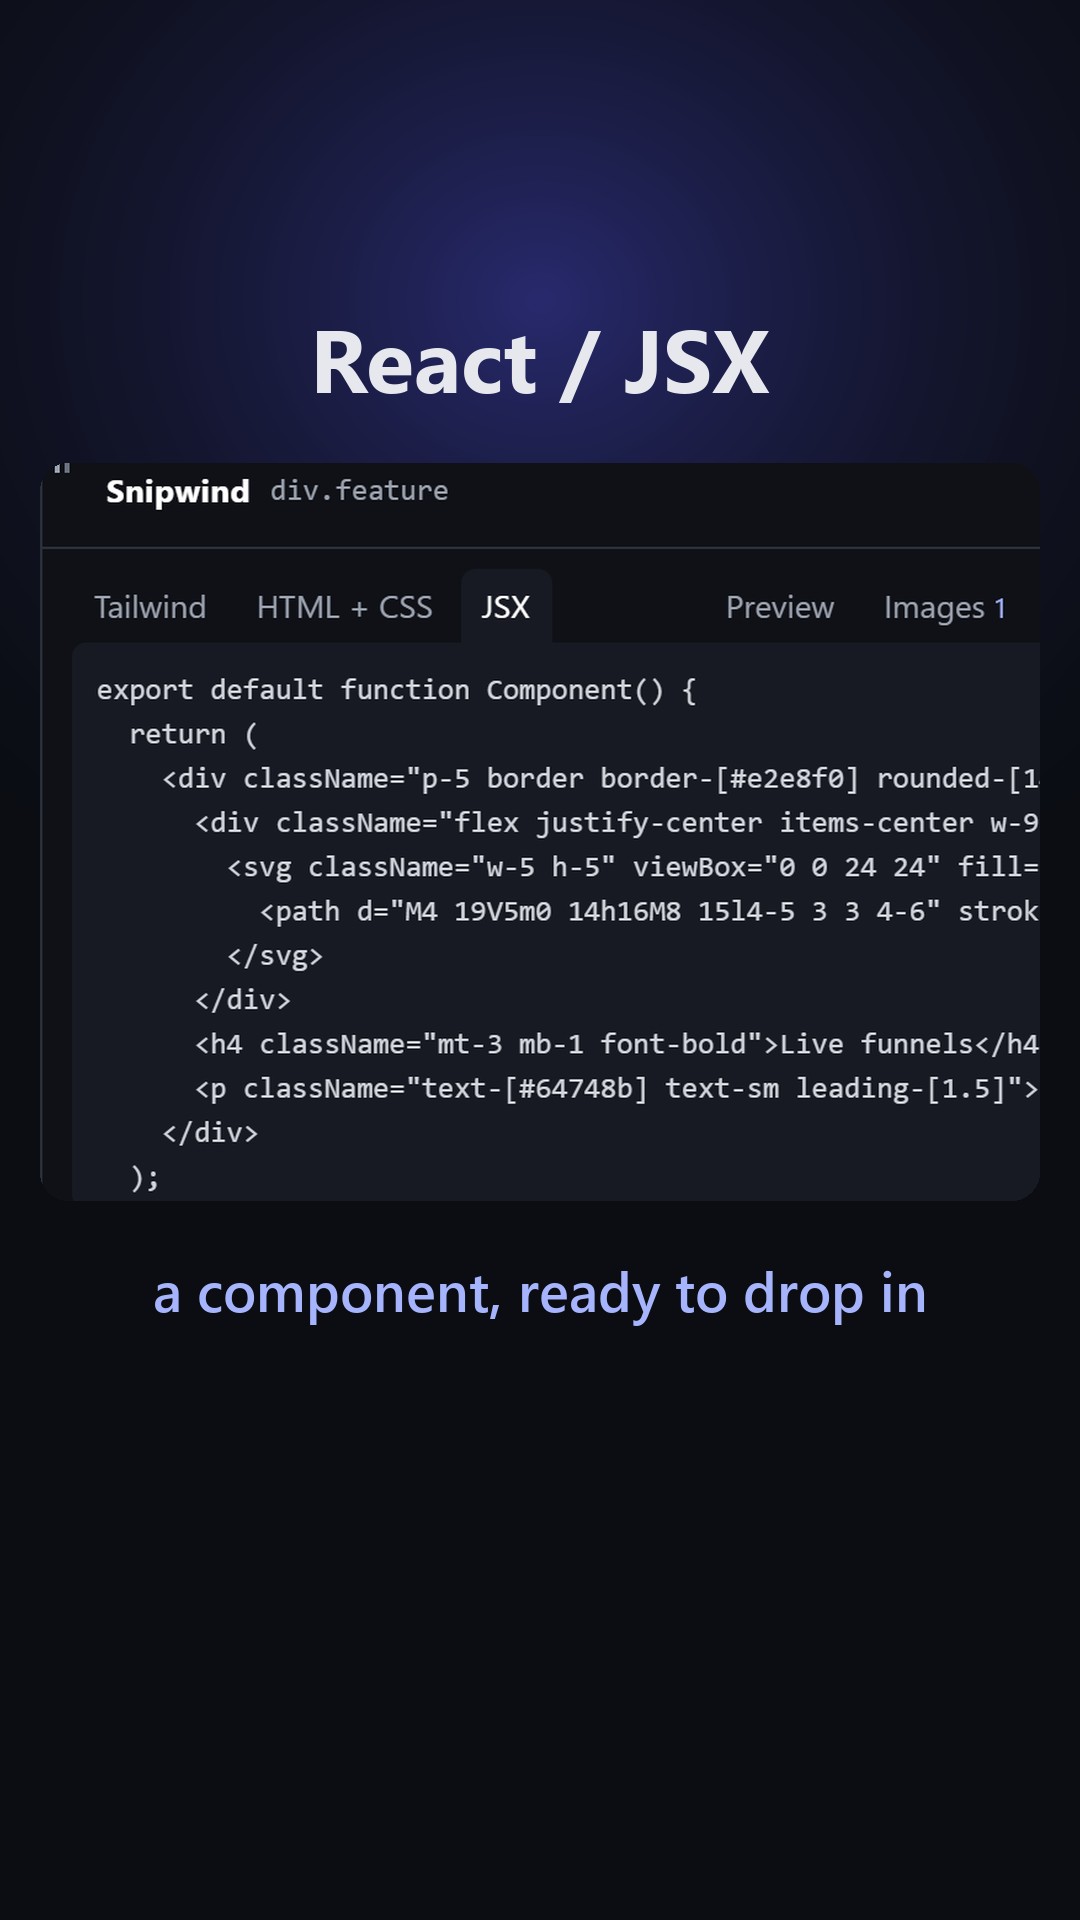 React / JSX
Snipwind div.feature
Tailwind HTML + CSS JSX Preview Images 1
export default function Component() {
return (
<div className="p-5 border border-[#e2e8f0] rounded-[1
<div className="flex justify-center items-center w-9
<svg className="w-5 h-5" viewBox="0 0 24 24" fill=
<path d="M4 19V5m0 14h16M8 15l4-5 3 3 4-6" strok
</svg>
</div>
<h4 className="mt-3 mb-1 font-bold">Live funnels</h4
<p className="text-[#64748b] text-sm leading-[1.5]">
</div>
);
a component, ready to drop in